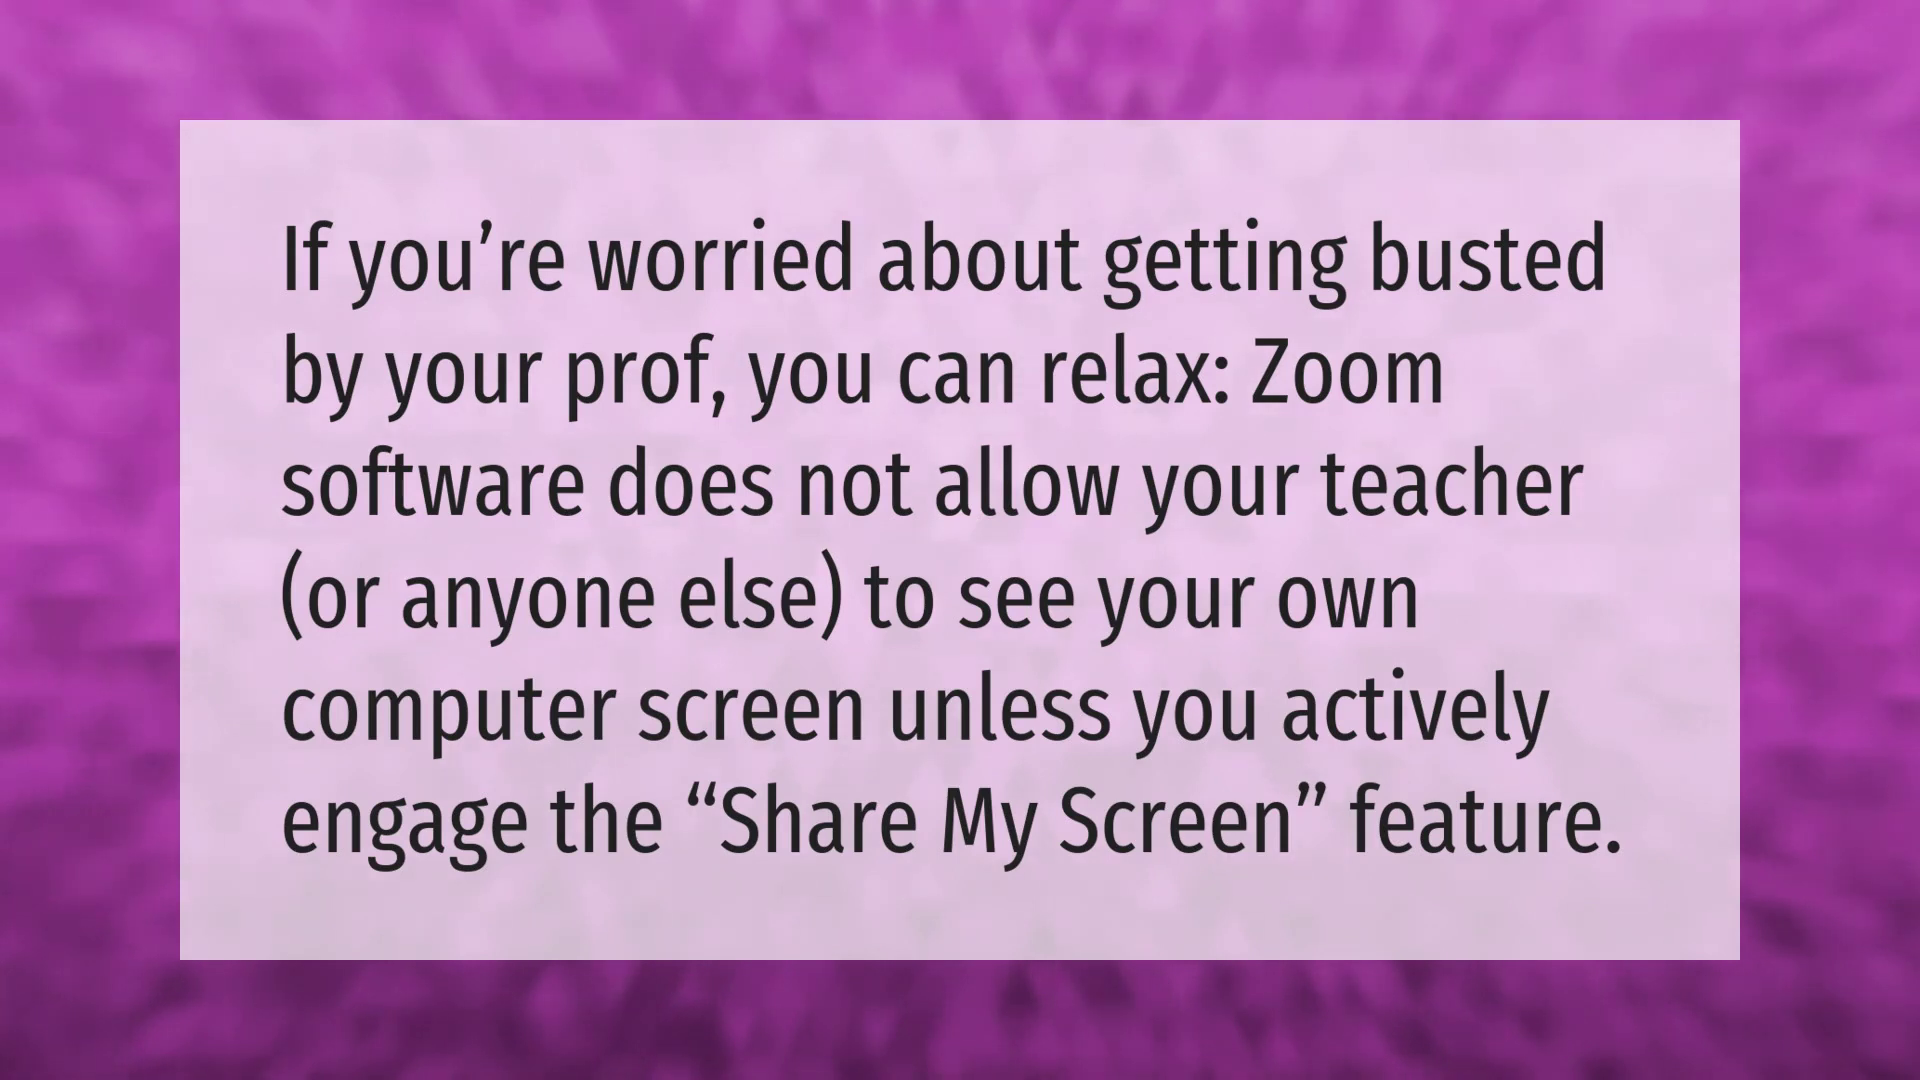 If you’re worried about getting busted
by your prof, you can relax: Zoom
software does not allow your teacher
(or anyone else) to see your own
computer screen unless you actively
engage the “Share My Screen” feature.